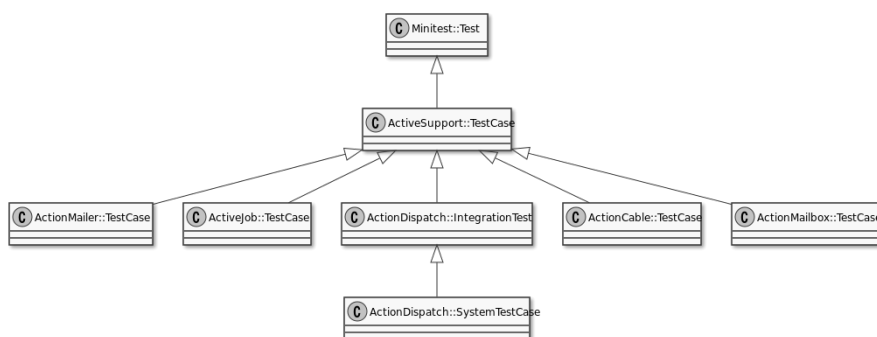 C Minitest::Test
C ActiveSupport::TestCase
C ActionMailer::TestCase
C ActiveJob::TestCase
C ActionDispatch::IntegrationTest
C ActionCable::TestCase
C ActionMailbox::TestCase
C ActionDispatch::SystemTestCase